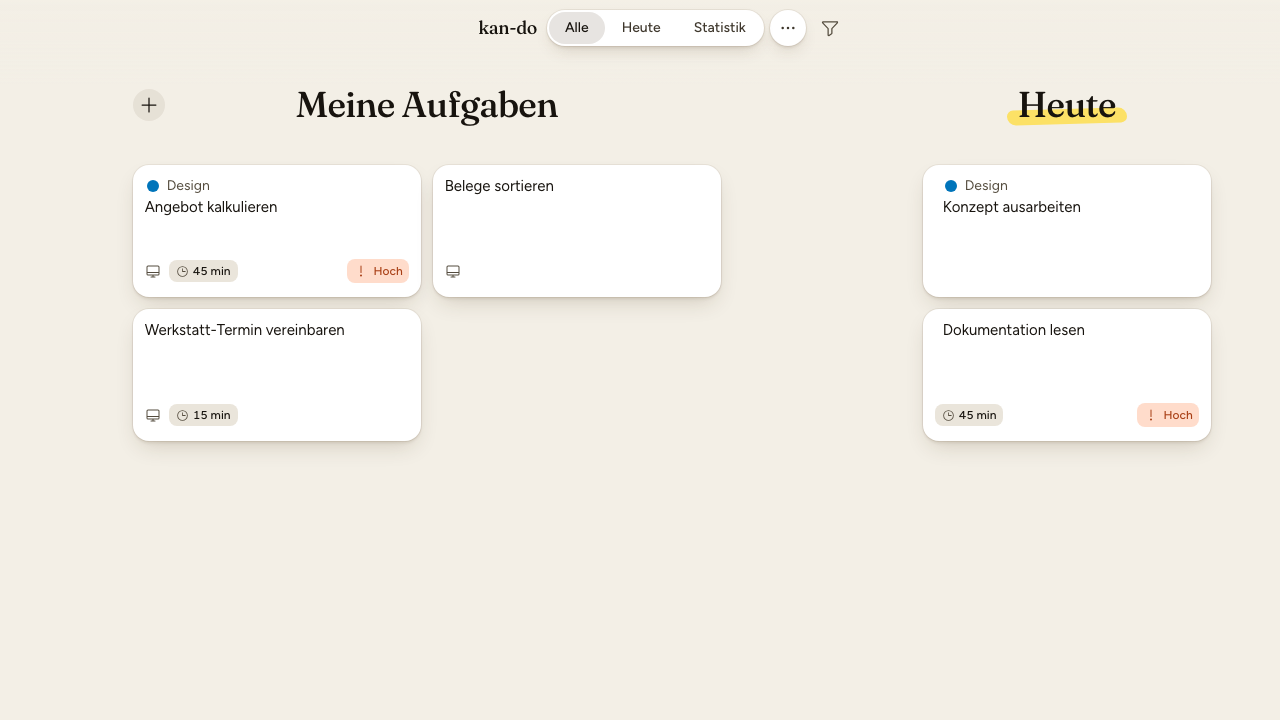 kan-do
Alle
Heute
Statistik
Meine Aufgaben
Heute
Design
Angebot kalkulieren
45 min
Hoch
Belege sortieren
Werkstatt-Termin vereinbaren
15 min
Design
Konzept ausarbeiten
Dokumentation lesen
45 min
Hoch